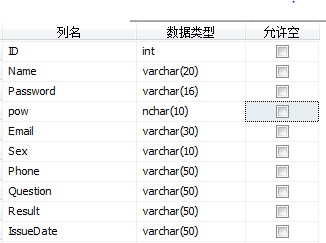 列名 数据类型 允许空
ID int
Name varchar(20)
Password varchar(16)
pow nchar(10)
Email varchar(30)
Sex varchar(10)
Phone varchar(50)
Question varchar(50)
Result varchar(50)
IssueDate varchar(50)